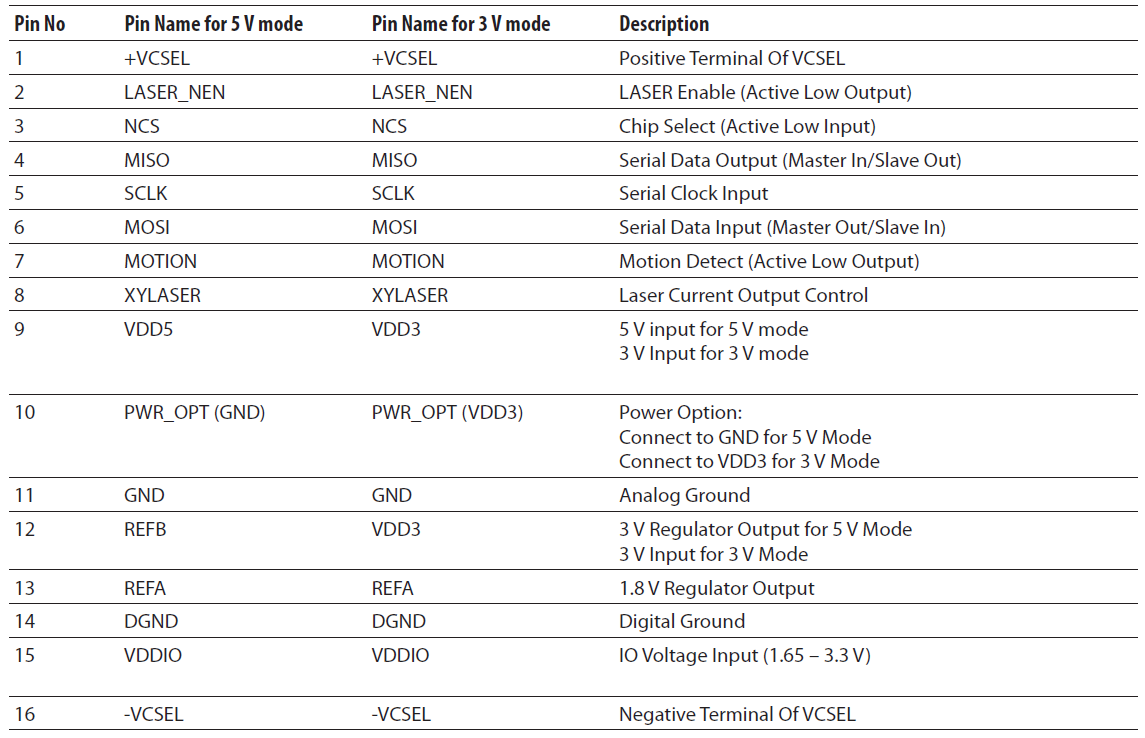 Pin No Pin Name for 5 V mode Pin Name for 3 V mode Description
1 +VCSEL +VCSEL Positive Terminal Of VCSEL
2 LASER_NEN LASER_NEN LASER Enable (Active Low Output)
3 NCS NCS Chip Select (Active Low Input)
4 MISO MISO Serial Data Output (Master In/Slave Out)
5 SCLK SCLK Serial Clock Input
6 MOSI MOSI Serial Data Input (Master Out/Slave In)
7 MOTION MOTION Motion Detect (Active Low Output)
8 XYLASER XYLASER Laser Current Output Control
9 VDD5 VDD3 5 V input for 5 V mode
3 V Input for 3 V mode
10 PWR_OPT (GND) PWR_OPT (VDD3) Power Option:
Connect to GND for 5 V Mode
Connect to VDD3 for 3 V Mode
11 GND GND Analog Ground
12 REFB VDD3 3 V Regulator Output for 5 V Mode
3 V Input for 3 V Mode
13 REFA REFA 1.8 V Regulator Output
14 DGND DGND Digital Ground
15 VDDIO VDDIO IO Voltage Input (1.65 – 3.3 V)
16 -VCSEL -VCSEL Negative Terminal Of VCSEL